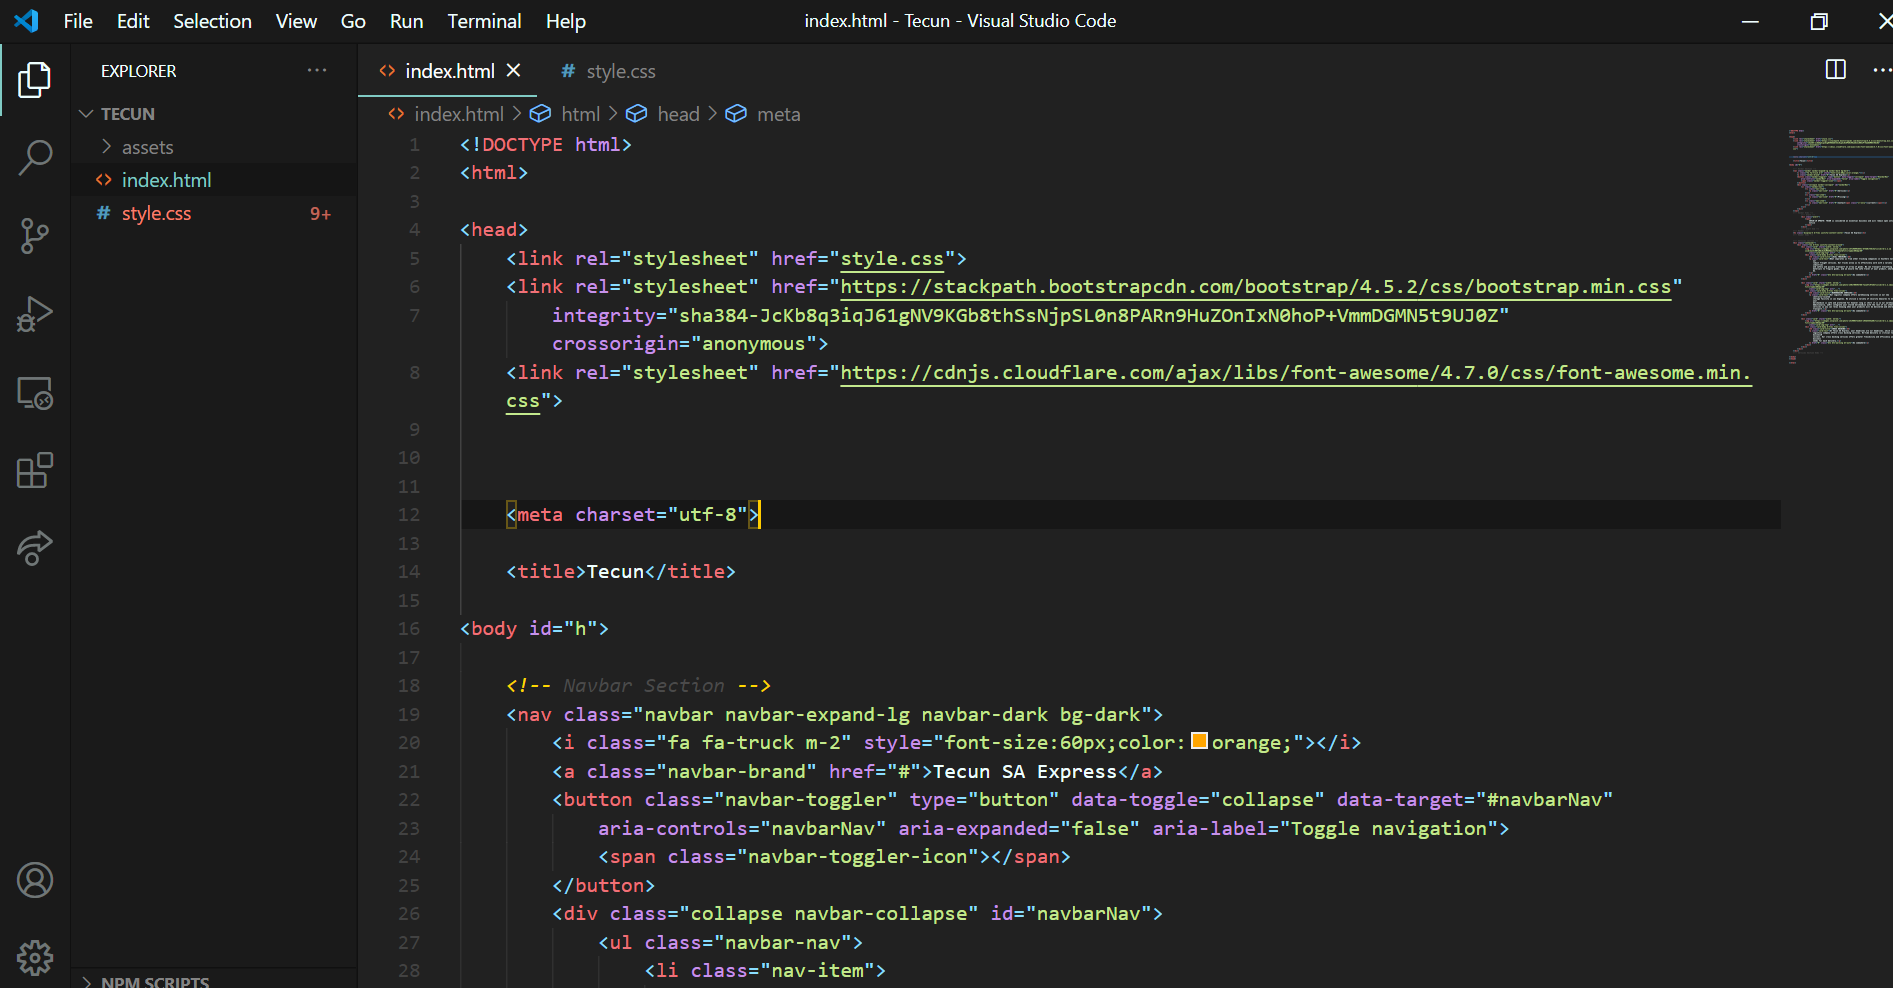 File Edit Selection View Go Run Terminal Help index.html - Tecun - Visual Studio Code
EXPLORER ···
TECUN
assets
index.html
style.css 9+
NPM SCRIPTS
index.html style.css
index.html > html > head > meta
1 <!DOCTYPE html>
2 <html>
3
4 <head>
5 <link rel="stylesheet" href="style.css">
6 <link rel="stylesheet" href="https://stackpath.bootstrapcdn.com/bootstrap/4.5.2/css/bootstrap.min.css"
7 integrity="sha384-JcKb8q3iqJ61gNV9KGb8thSsNjpSL0n8PARn9HuZOnIxN0hoP+VmmDGMN5t9UJ0Z"
crossorigin="anonymous">
8 <link rel="stylesheet" href="https://cdnjs.cloudflare.com/ajax/libs/font-awesome/4.7.0/css/font-awesome.min.
css">
9
10
11
12 <meta charset="utf-8">
13
14 <title>Tecun</title>
15
16 <body id="h">
17
18 <!-- Navbar Section -->
19 <nav class="navbar navbar-expand-lg navbar-dark bg-dark">
20 <i class="fa fa-truck m-2" style="font-size:60px;color:orange;"></i>
21 <a class="navbar-brand" href="#">Tecun SA Express</a>
22 <button class="navbar-toggler" type="button" data-toggle="collapse" data-target="#navbarNav"
23 aria-controls="navbarNav" aria-expanded="false" aria-label="Toggle navigation">
24 <span class="navbar-toggler-icon"></span>
25 </button>
26 <div class="collapse navbar-collapse" id="navbarNav">
27 <ul class="navbar-nav">
28 <li class="nav-item">